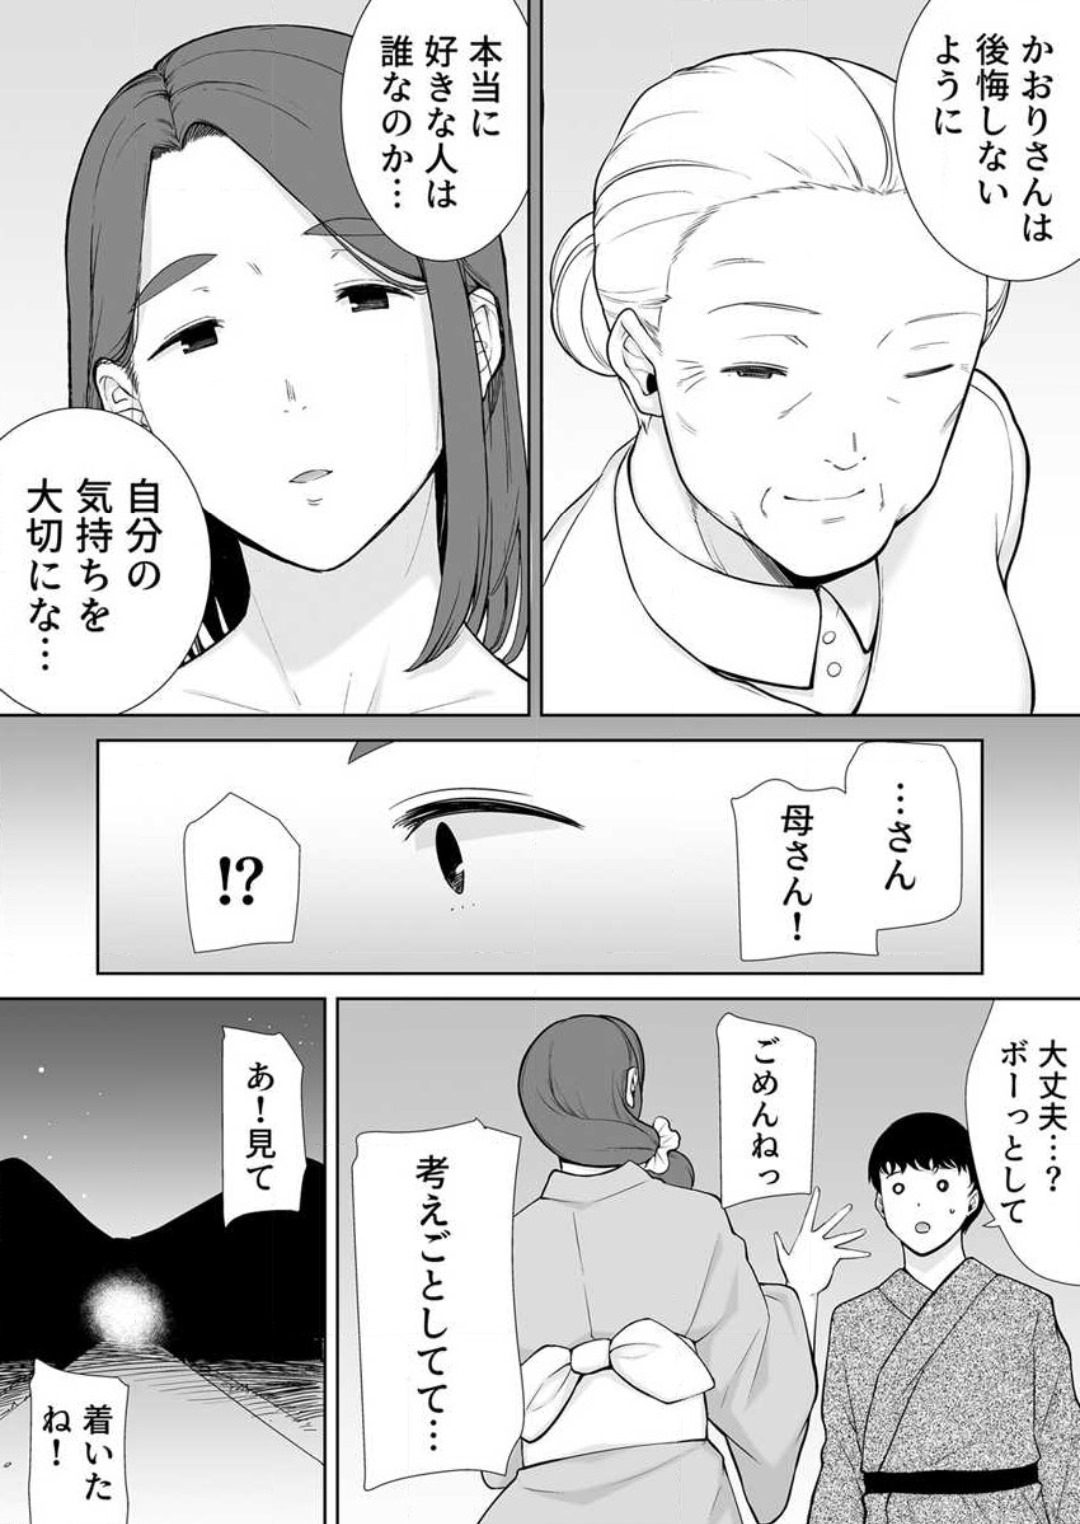 かおりさんは
後悔しない
ように
本当に
好きな人は
誰なのか…
自分の
気持ちを
大切にな…
…さん
母さん！
!?
大丈夫…？
ボーっとして
ごめんねっ
考えごとしてて…
あ！見て
着いた
ね！